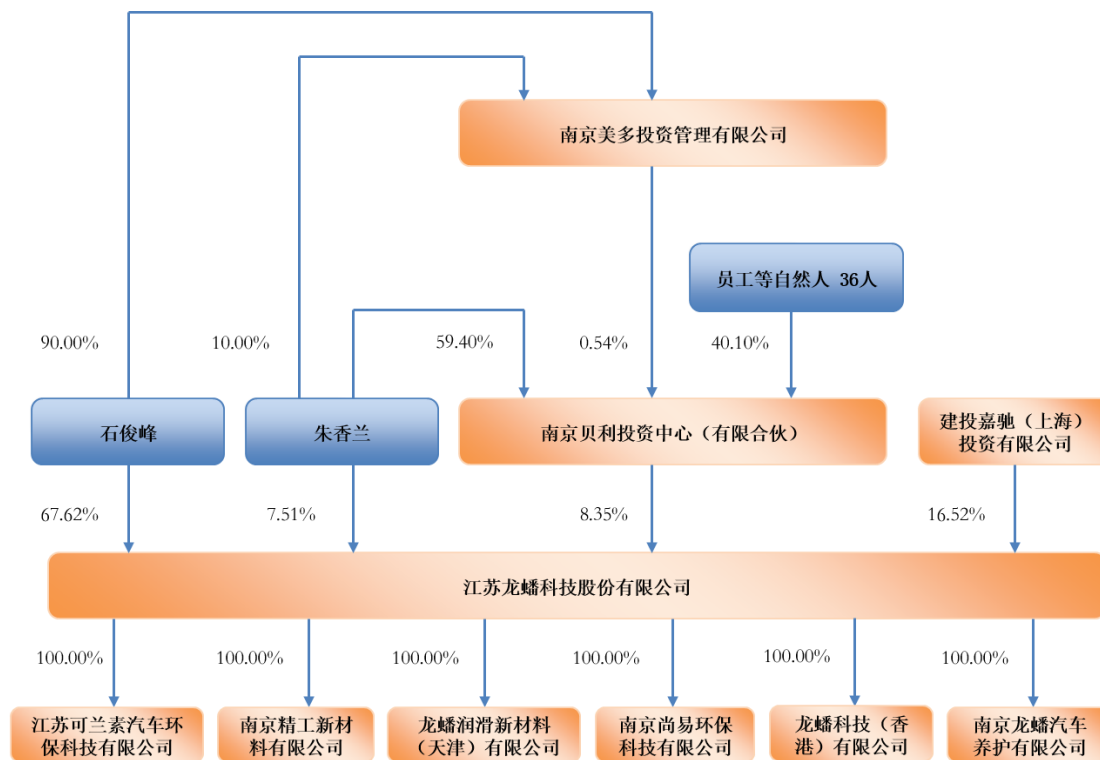 南京美多投资管理有限公司
员工等自然人 36人
90.00%
10.00%
59.40%
0.54%
40.10%
石俊峰
朱香兰
南京贝利投资中心（有限合伙）
建投嘉驰（上海）
投资有限公司
67.62%
7.51%
8.35%
16.52%
江苏龙蟠科技股份有限公司
100.00%
100.00%
100.00%
100.00%
100.00%
100.00%
江苏可兰素汽车环
保科技有限公司
南京精工新材
料有限公司
龙蟠润滑新材料
（天津）有限公司
南京尚易环保
科技有限公司
龙蟠科技（香
港）有限公司
南京龙蟠汽车
养护有限公司